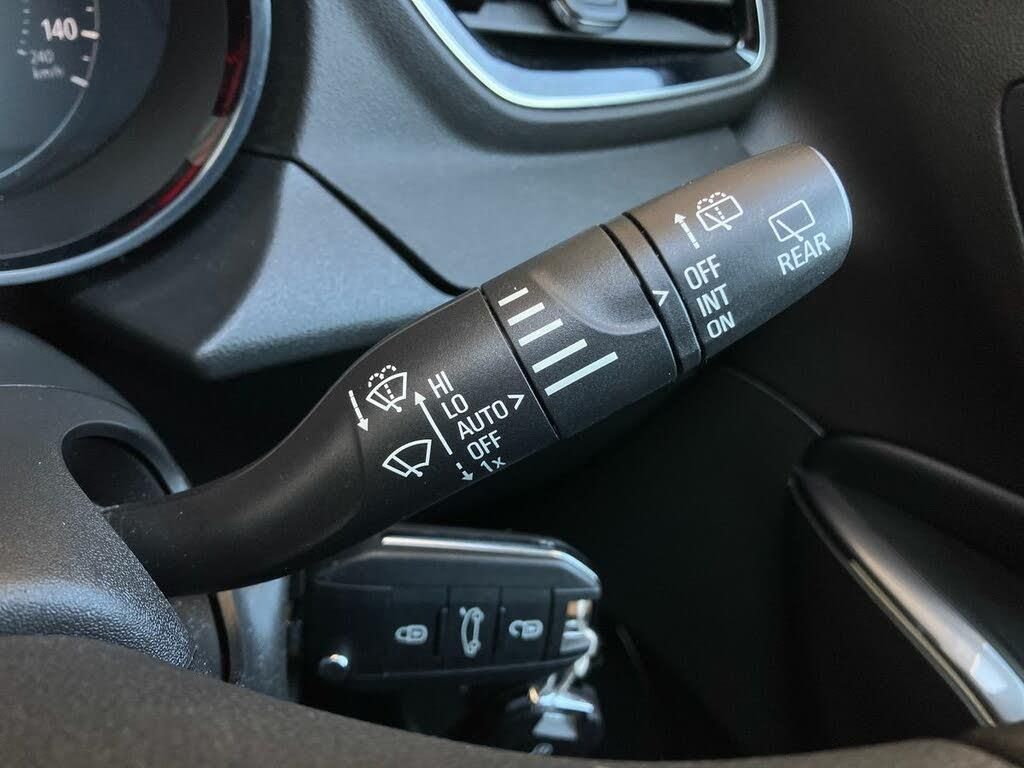 140
240
km/h
HI
LO
AUTO >
OFF
1x
>
OFF
INT
ON
REAR